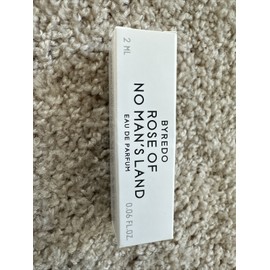 2 ML
BYREDO
ROSE OF
NO MAN'S LAND
EAU DE PARFUM
0.06 FL.OZ.